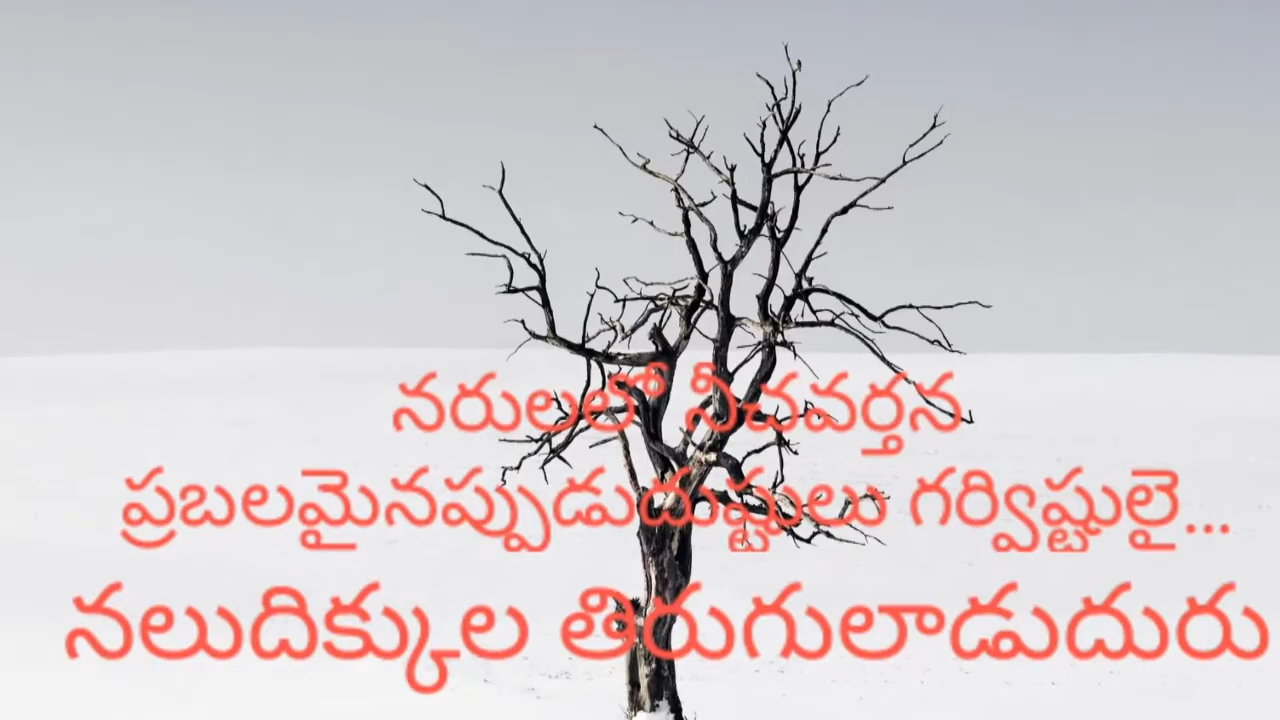 నరులలో నీచవర్తన
ప్రబలమైనప్పుడుదుష్టులు గర్విష్టులై...
నలుదిక్కుల తిరుగులాడుదురు